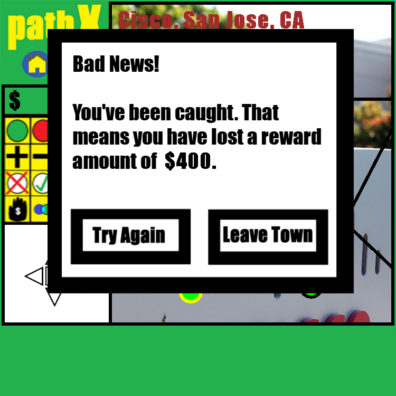 path X
Cisco, San Jose, CA
$
Bad News!
You've been caught. That
means you have lost a reward
amount of $400.
$
Try Again
Leave Town